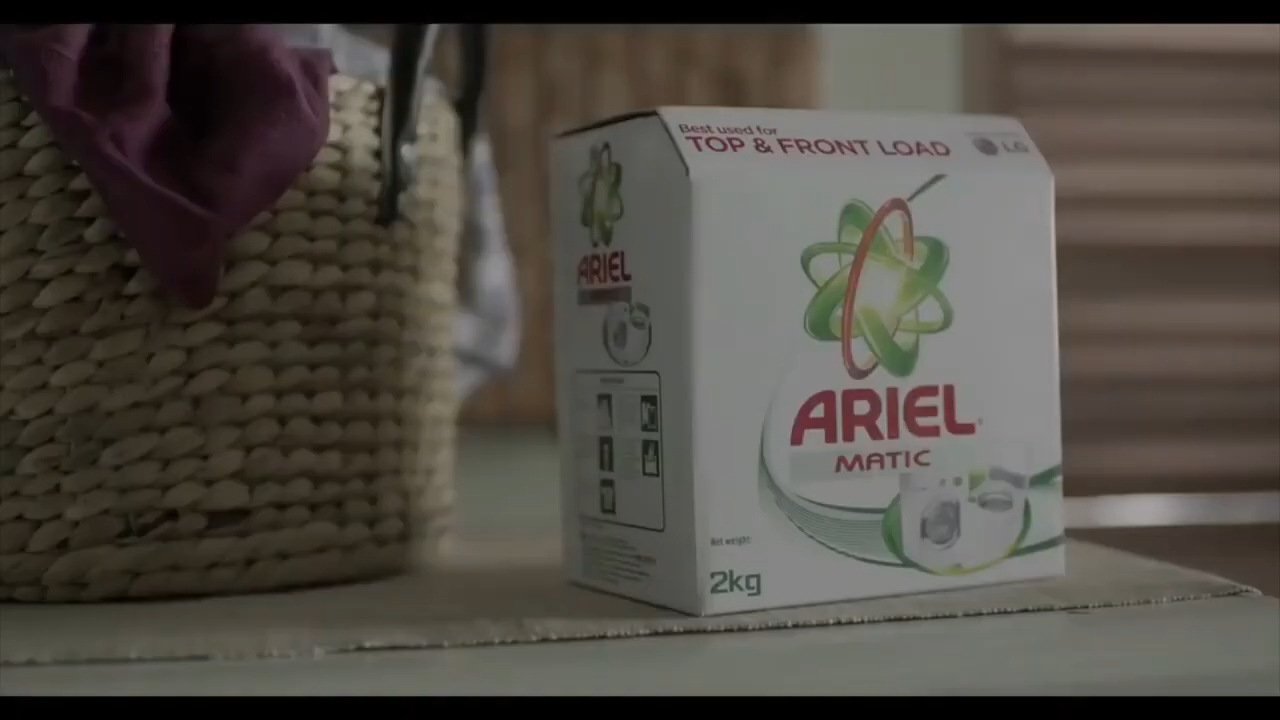 Best used for
TOP & FRONT LOAD
LG
ARIEL
ARIEL
MATIC
Net weight
2kg